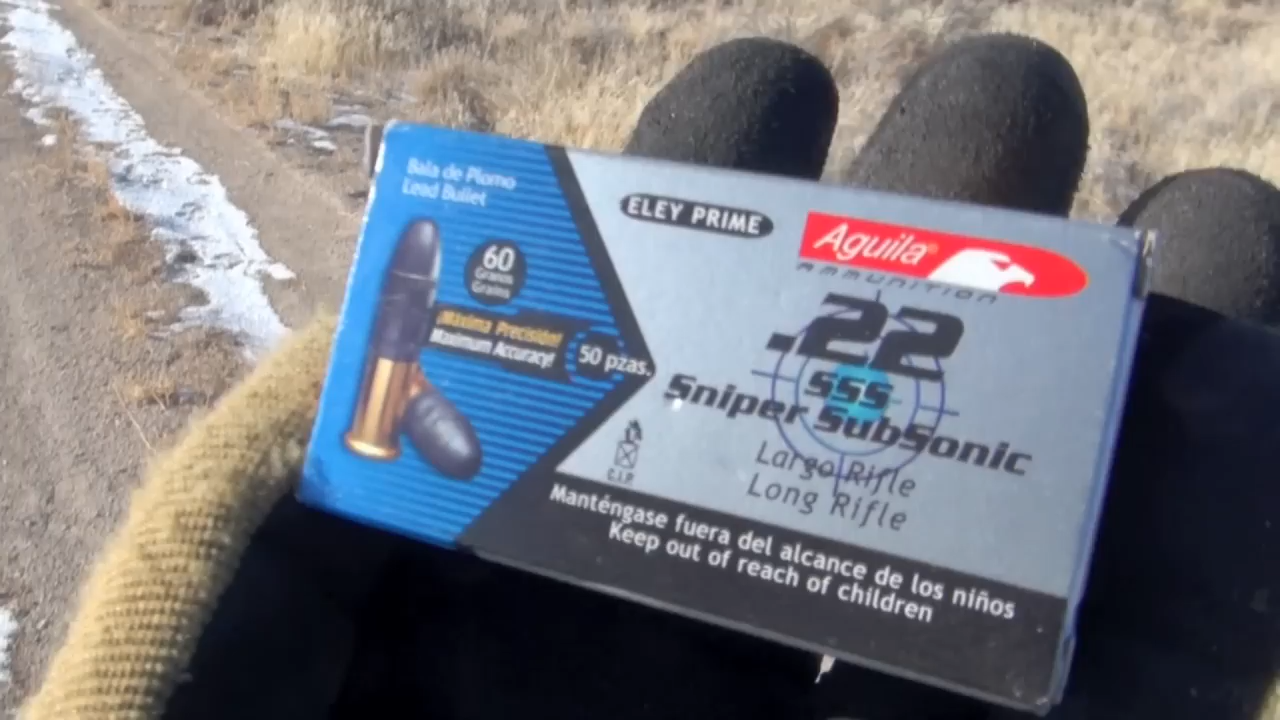 Bala de Plomo
Lead Bullet
60
Granos
Grains
¡Máxima Precisión!
Maximum Accuracy!
50 pzas.
ELEY PRIME
Aguila®
AMMUNITION
.22
SSS
Sniper SubSonic
Largo Rifle
Long Rifle
C.I.P.
Manténgase fuera del alcance de los niños
Keep out of reach of children